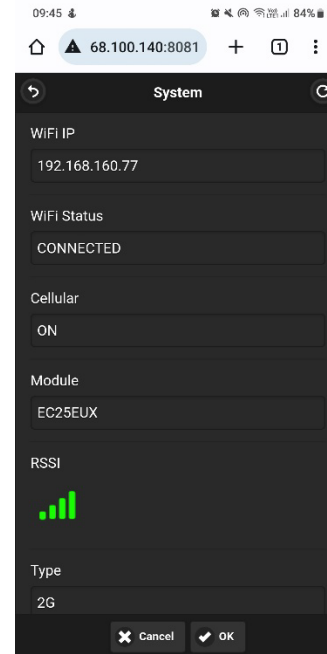 09:45 84%
68.100.140:8081 + 1
System
WiFi IP
192.168.160.77
WiFi Status
CONNECTED
Cellular
ON
Module
EC25EUX
RSSI
Type
2G
Cancel OK